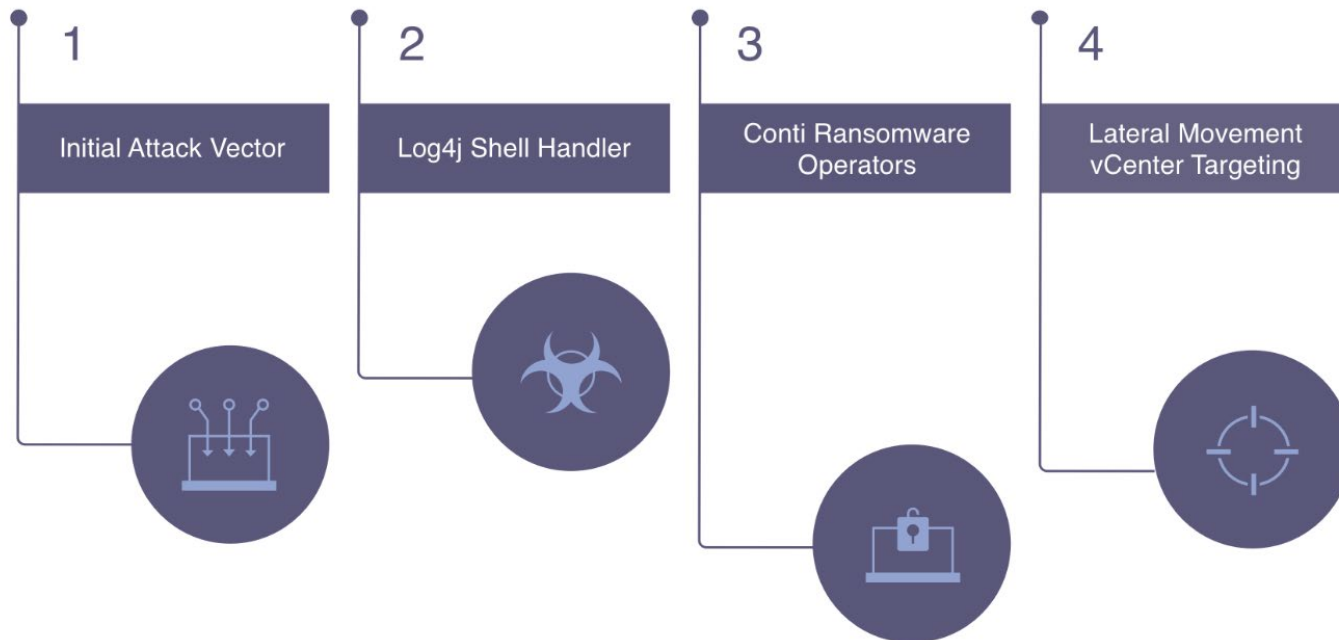 1
Initial Attack Vector
2
Log4j Shell Handler
3
Conti Ransomware
Operators
4
Lateral Movement
vCenter Targeting